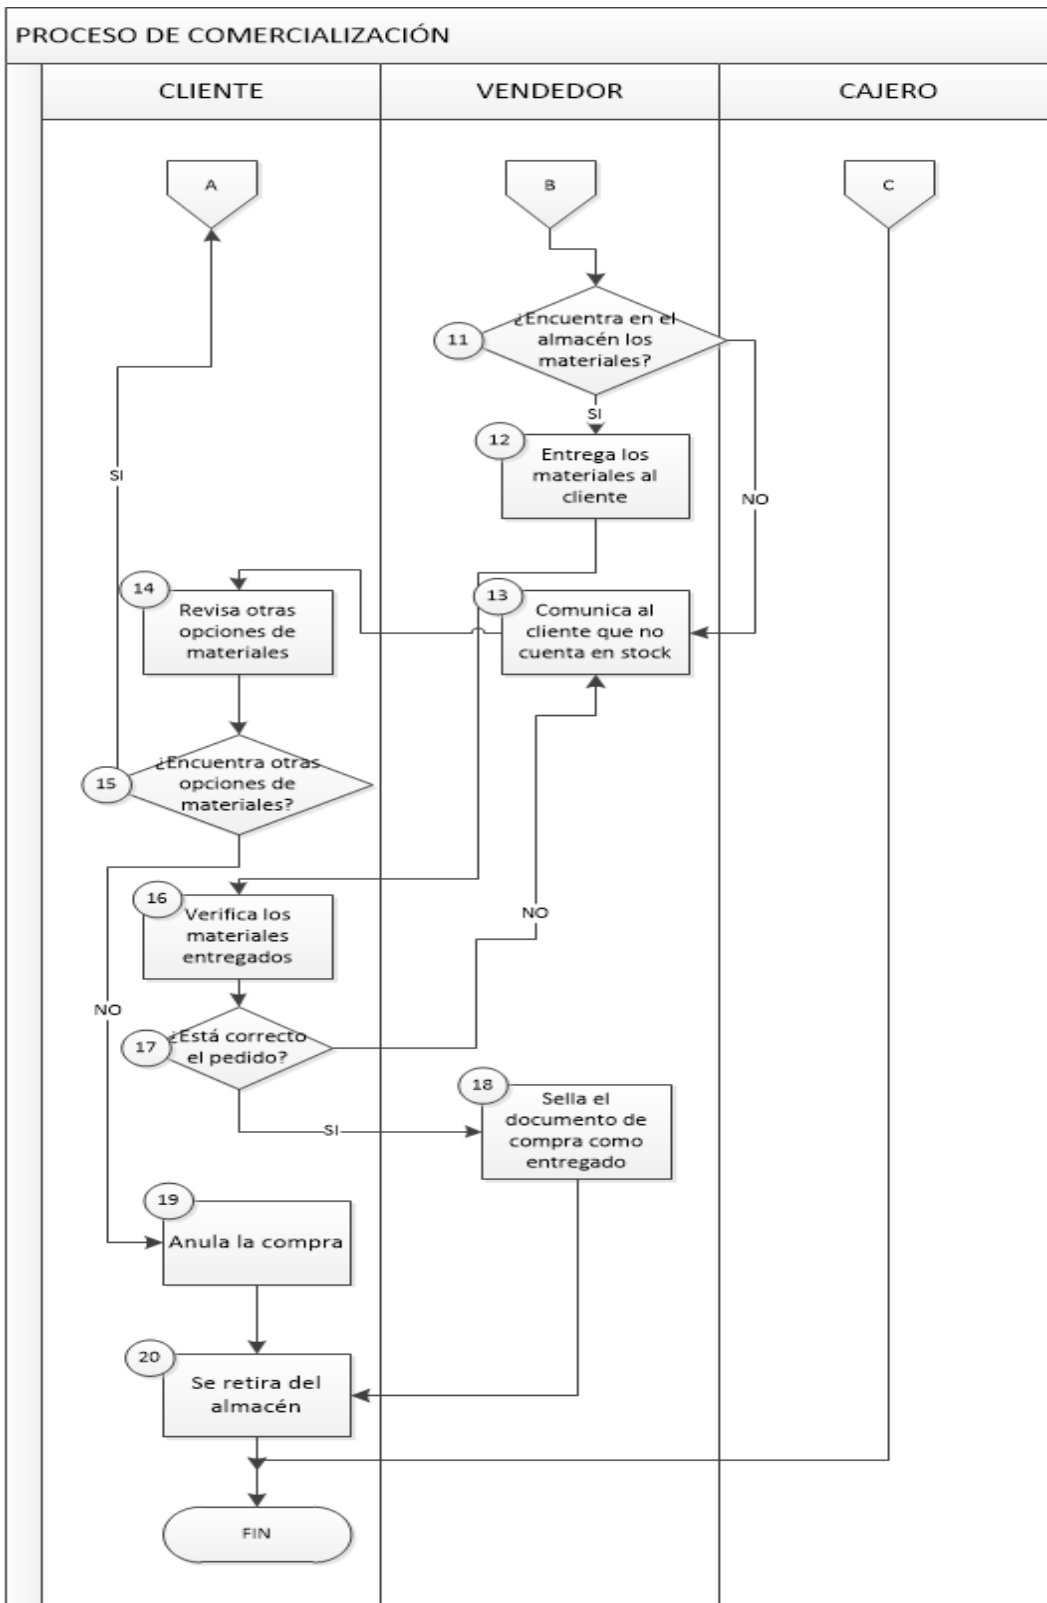 PROCESO DE COMERCIALIZACIÓN
CLIENTE
VENDEDOR
CAJERO
A
B
C
11
¿Encuentra en el
almacén los
materiales?
SI
NO
12
Entrega los
materiales al
cliente
SI
13
Comunica al
cliente que no
cuenta en stock
14
Revisa otras
opciones de
materiales
15
¿Encuentra otras
opciones de
materiales?
16
Verifica los
materiales
entregados
NO
NO
17
¿Está correcto
el pedido?
SI
18
Sella el
documento de
compra como
entregado
19
Anula la compra
20
Se retira del
almacén
FIN